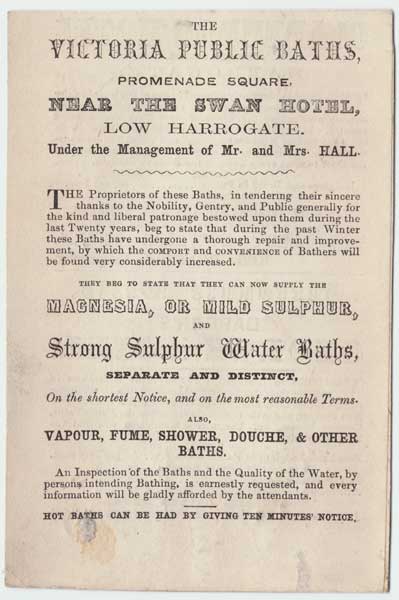 THE
VICTORIA PUBLIC BATHS,
PROMENADE SQUARE,
NEAR THE SWAN HOTEL,
LOW HARROGATE.
Under the Management of Mr. and Mrs. HALL.
THE Proprietors of these Baths, in tendering their sincere
thanks to the Nobility, Gentry, and Public generally for
the kind and liberal patronage bestowed upon them during the
last Twenty years, beg to state that during the past Winter
these Baths have undergone a thorough repair and improve-
ment, by which the COMFORT and CONVENIENCE of Bathers will
be found very considerably increased.
THEY BEG TO STATE THAT THEY CAN NOW SUPPLY THE
MAGNESIA, OR MILD SULPHUR,
AND
Strong Sulphur Water Baths,
SEPARATE AND DISTINCT,
On the shortest Notice, and on the most reasonable Terms.
ALSO,
VAPOUR, FUME, SHOWER, DOUCHE, & OTHER
BATHS.
An Inspection of the Baths and the Quality of the Water, by
persons intending Bathing, is earnestly requested, and every
information will be gladly afforded by the attendants.
HOT BATHS CAN BE HAD BY GIVING TEN MINUTES' NOTICE.